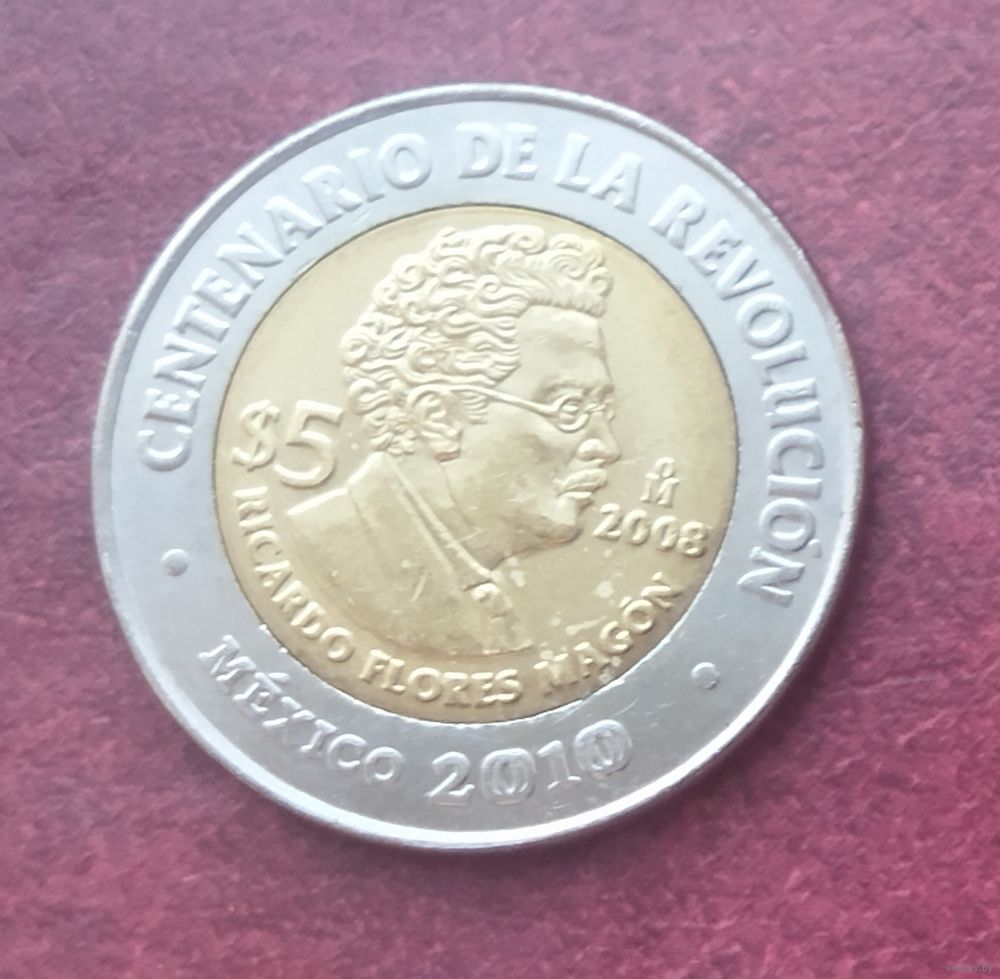 CENTENARIO DE LA REVOLUCIÓN
$5
M
2008
RICARDO FLORES MAGÓN
MÉXICO 2010